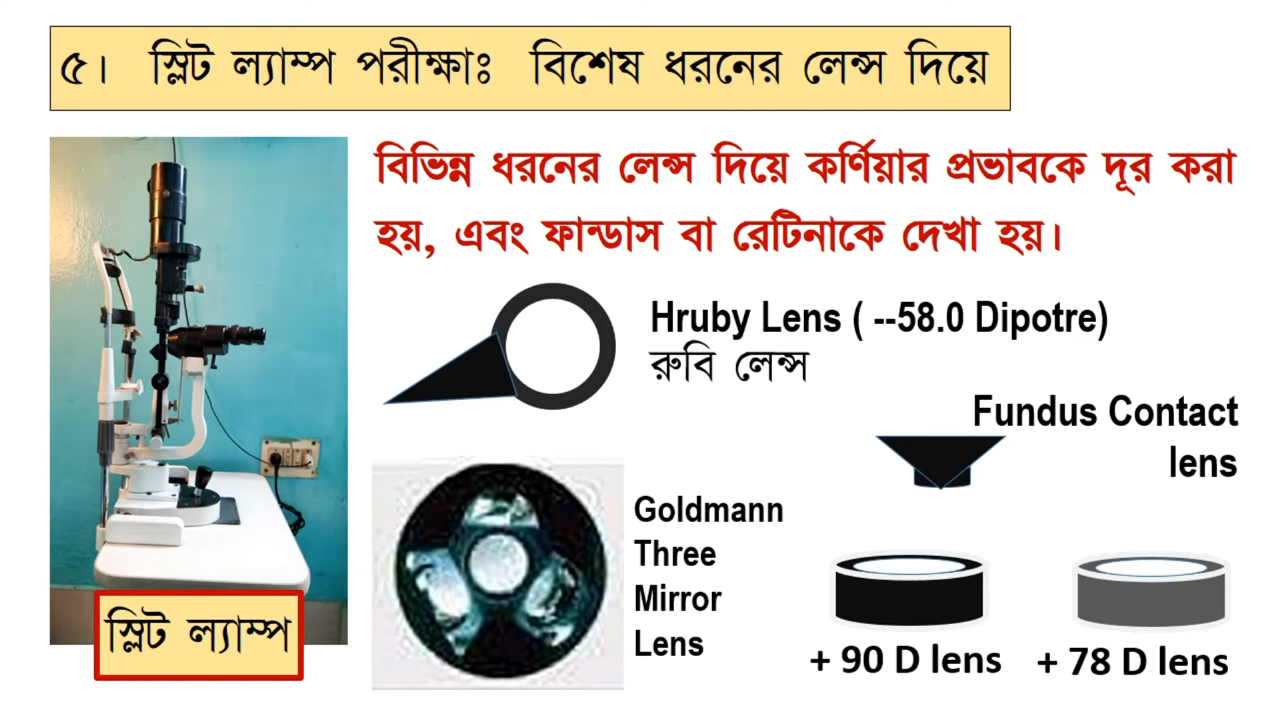 ৫। স্লিট ল্যাম্প পরীক্ষাঃ বিশেষ ধরনের লেন্স দিয়ে
বিভিন্ন ধরনের লেন্স দিয়ে কর্ণিয়ার প্রভাবকে দূর করা
হয়, এবং ফান্ডাস বা রেটিনাকে দেখা হয়।
Hruby Lens ( --58.0 Dipotre)
রুবি লেন্স
Fundus Contact
lens
Goldmann
Three
Mirror
Lens
স্লিট ল্যাম্প
+ 90 D lens
+ 78 D lens